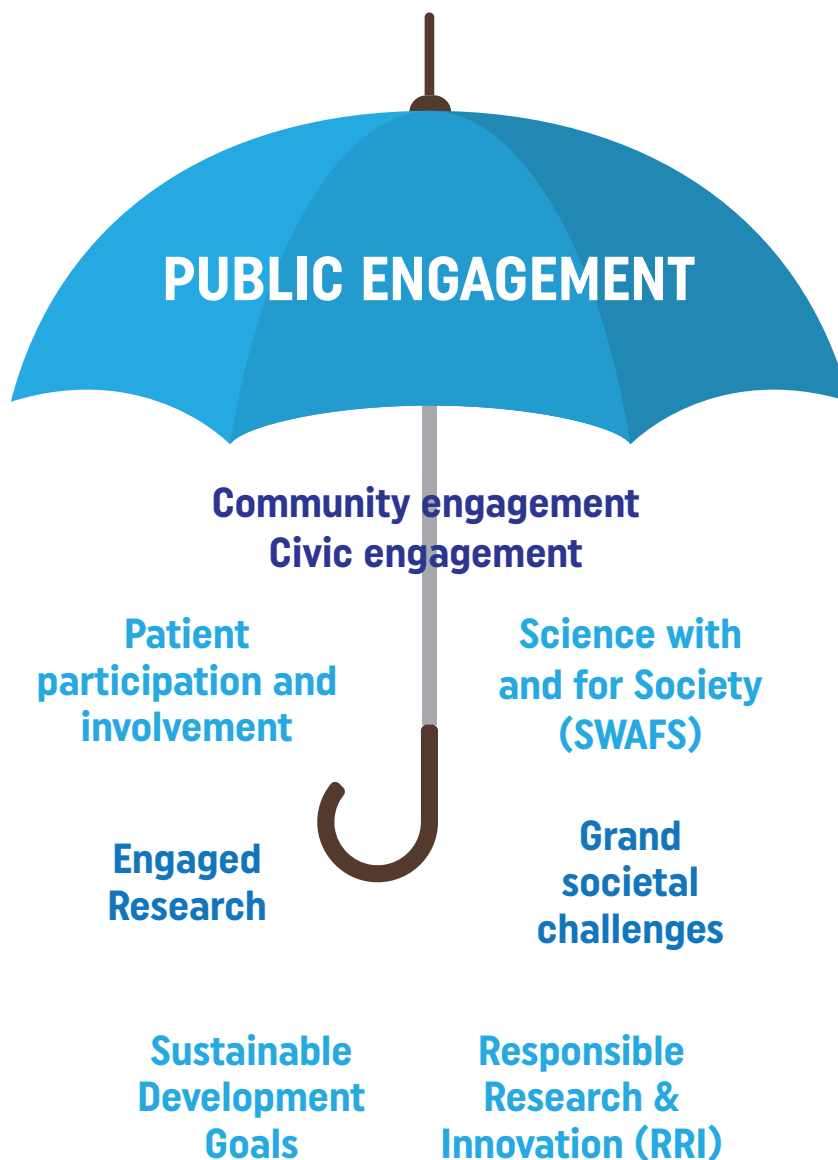 PUBLIC ENGAGEMENT
Community engagement
Civic engagement
Patient
participation and
involvement
Science with
and for Society
(SWAFS)
Engaged
Research
Grand
societal
challenges
Sustainable
Development
Goals
Responsible
Research &
Innovation (RRI)